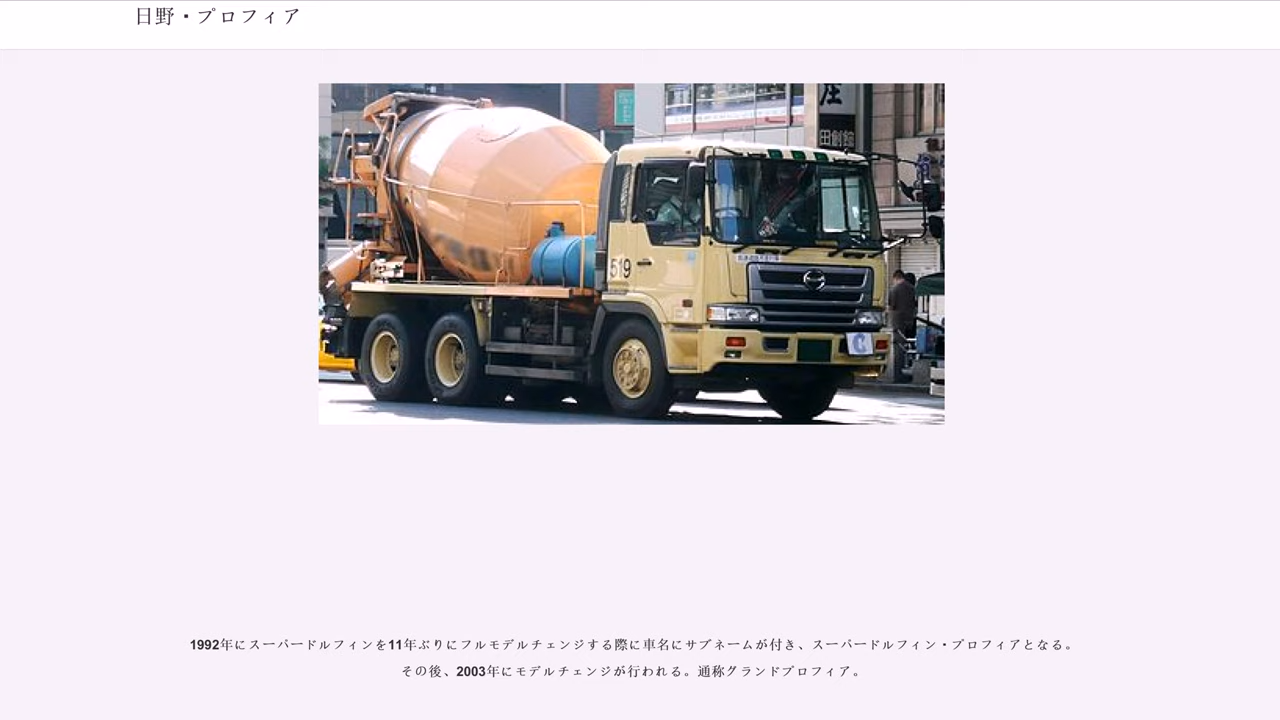 日野・プロフィア
519
田創館
1992年にスーパードルフィンを11年ぶりにフルモデルチェンジする際に車名にサブネームが付き、スーパードルフィン・プロフィアとなる。
その後、2003年にモデルチェンジが行われる。通称グランドプロフィア。